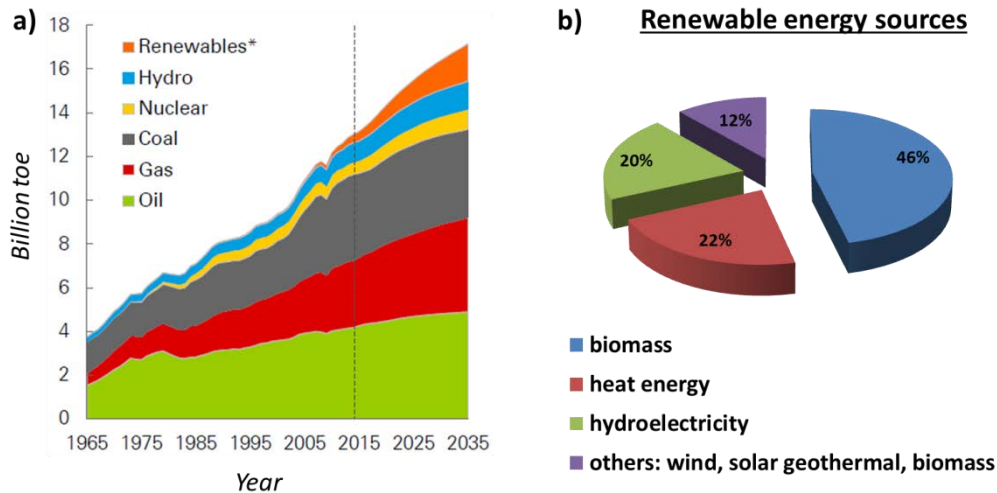 a)
18
16
14
12
10
8
6
4
2
0
Billion toe
Renewables*
Hydro
Nuclear
Coal
Gas
Oil
1965 1975 1985 1995 2005 2015 2025 2035
Year
b)
Renewable energy sources
12%
46%
20%
22%
biomass
heat energy
hydroelectricity
others: wind, solar geothermal, biomass